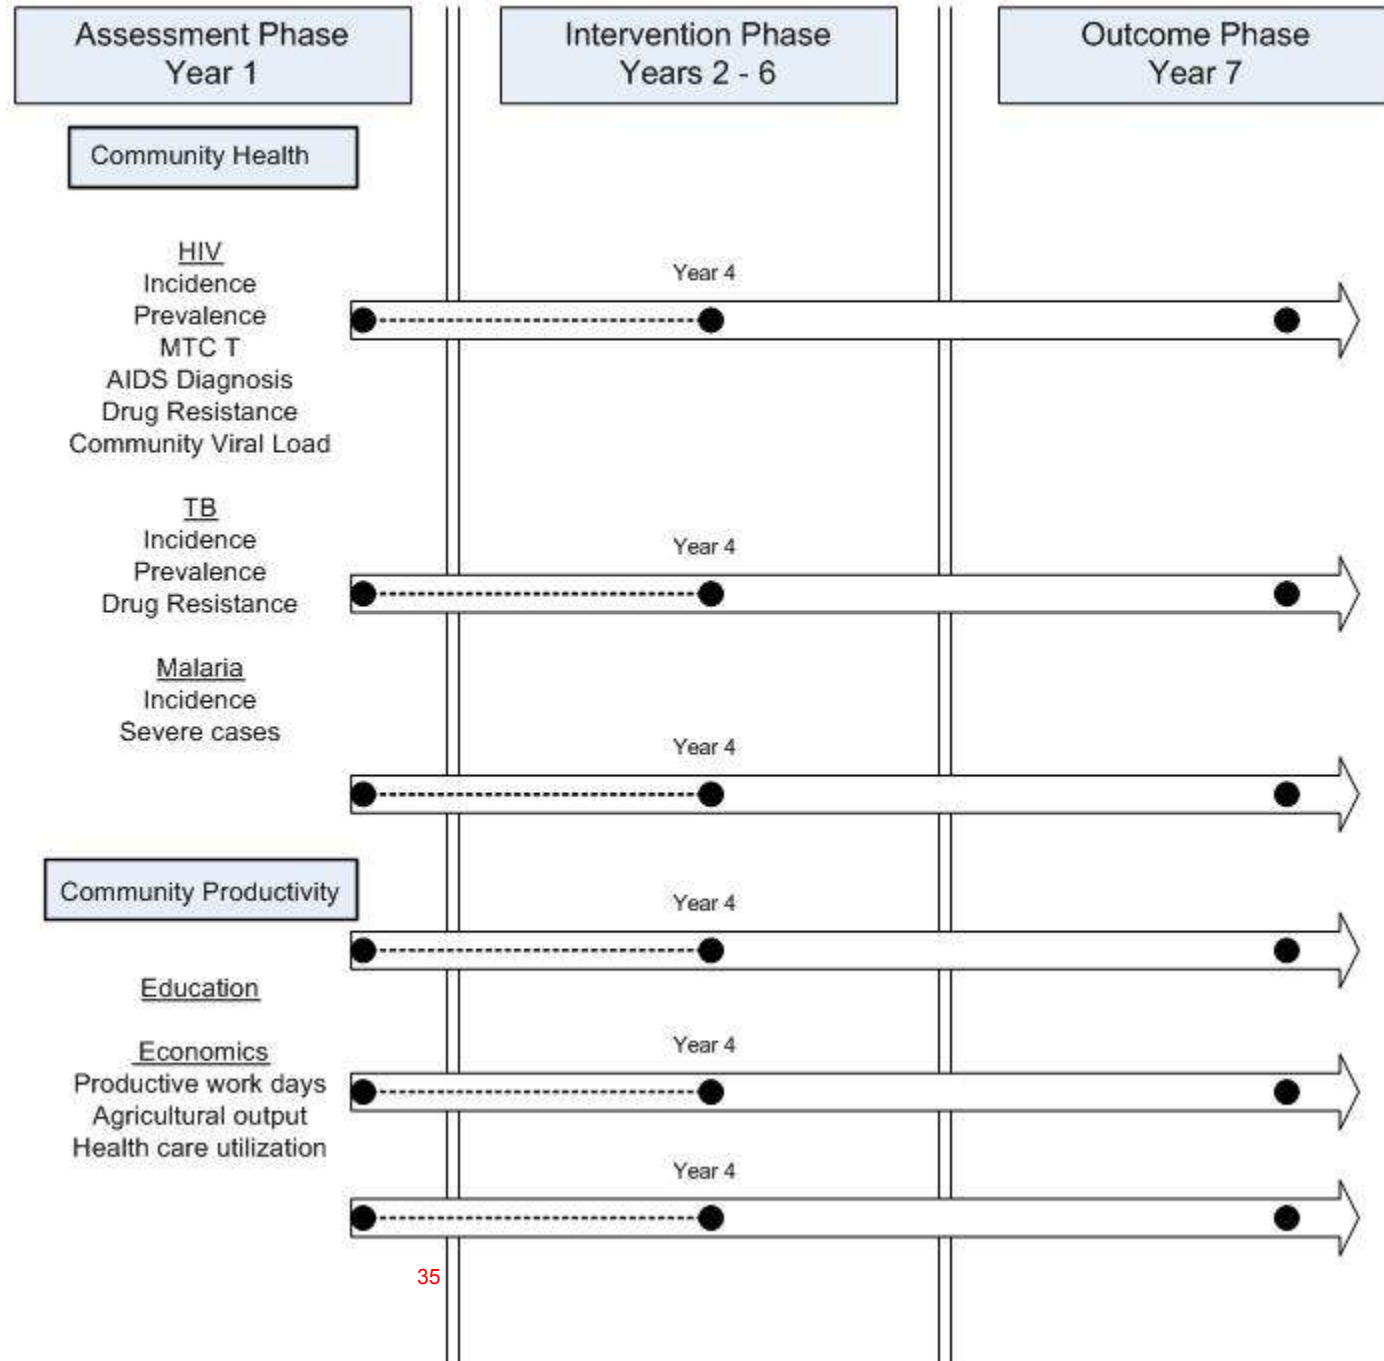 Assessment Phase
Year 1
Intervention Phase
Years 2 - 6
Outcome Phase
Year 7
Community Health
HIV
Incidence
Prevalence
MTC T
AIDS Diagnosis
Drug Resistance
Community Viral Load
Year 4
TB
Incidence
Prevalence
Drug Resistance
Year 4
Malaria
Incidence
Severe cases
Year 4
Community Productivity
Year 4
Education
Economics
Productive work days
Agricultural output
Health care utilization
Year 4
Year 4
35